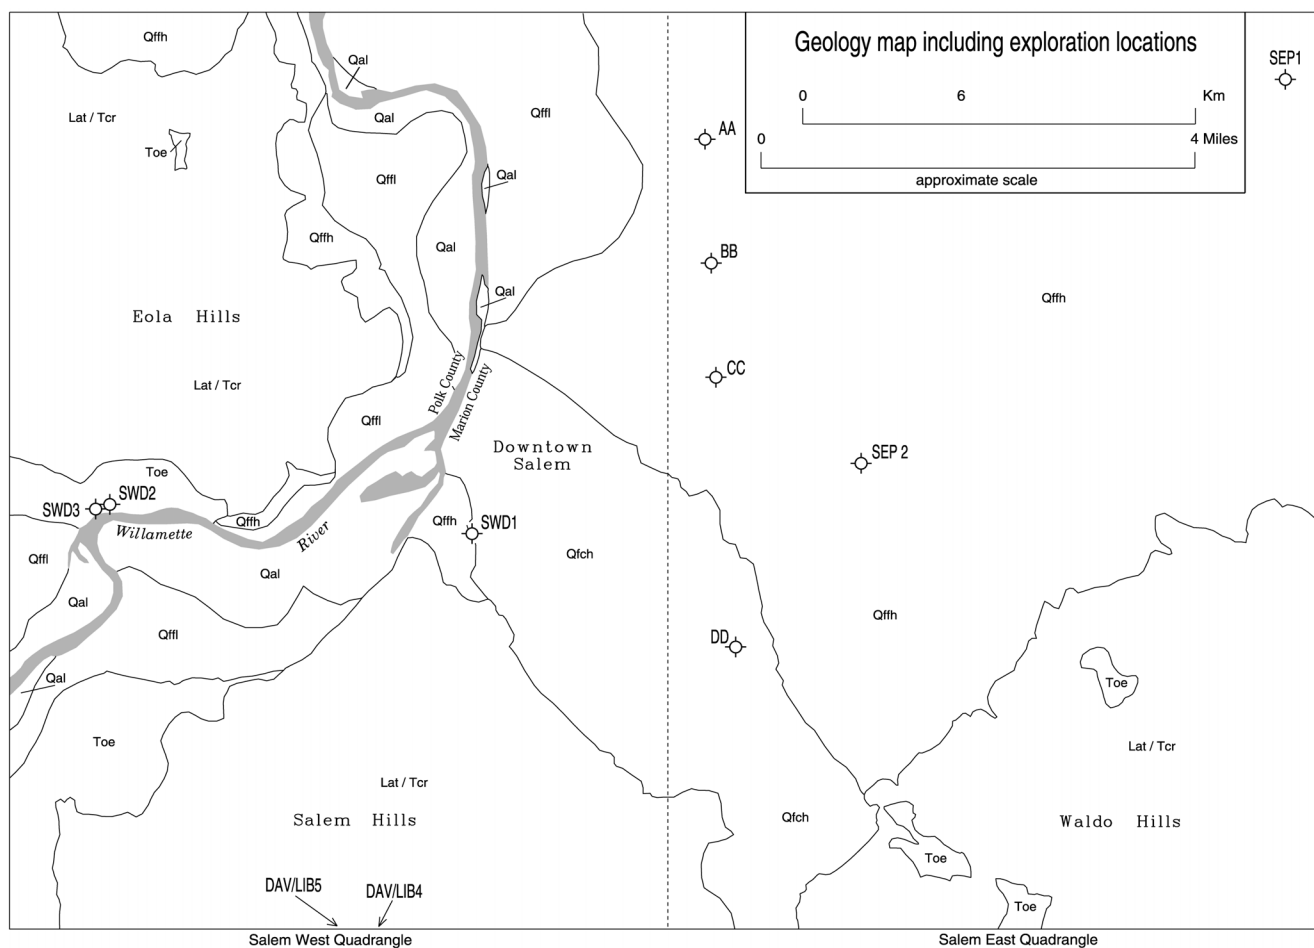 Geology map including exploration locations
0
6
Km
0
4 Miles
approximate scale
SEP1
Qffh
Qal
Qal
Qffl
AA
Lat / Tcr
Toe
Qffl
Qal
Qffh
Qal
BB
Qal
Qffh
Eola Hills
CC
Lat / Tcr
Polk County
Marion County
Qffl
Downtown
Salem
SEP 2
Toe
SWD3
SWD2
Willamette
Qffh
River
Qffh
SWD1
Qffl
Qal
Qfch
Qal
Qffl
Qffh
DD
Qal
Toe
Toe
Lat / Tcr
Lat / Tcr
Salem Hills
Qfch
Waldo Hills
Toe
DAV/LIB5
DAV/LIB4
Toe
Salem West Quadrangle
Salem East Quadrangle